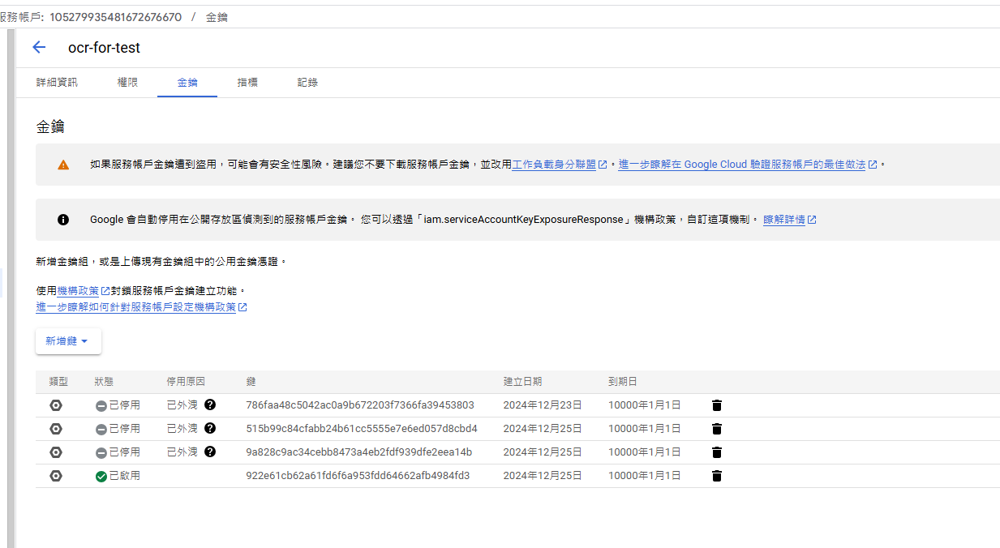 服務帳戶: 105279935481672676670 / 金鑰
ocr-for-test
詳細資訊 權限 金鑰 指標 記錄
金鑰
如果服務帳戶金鑰遭到盜用，可能會有安全性風險。建議您不要下載服務帳戶金鑰，並改用工作負載身分聯盟。進一步瞭解在 Google Cloud 驗證服務帳戶的最佳做法。
Google 會自動停用在公開存放區偵測到的服務帳戶金鑰。 您可以透過「iam.serviceAccountKeyExposureResponse」機構政策，自訂這項機制。 瞭解詳情
新增金鑰組，或是上傳現有金鑰組中的公用金鑰憑證。
使用機構政策封鎖服務帳戶金鑰建立功能。
進一步瞭解如何針對服務帳戶設定機構政策
新增鍵
類型 狀態 停用原因 鍵 建立日期 到期日
已停用 已外洩 786faa48c5042ac0a9b672203f7366fa39453803 2024年12月23日 10000年1月1日
已停用 已外洩 515b99c84cfabb24b61cc5555e7e6ed057d8cbd4 2024年12月25日 10000年1月1日
已停用 已外洩 9a828c9ac34cebb8473a4eb2fdf939dfe2eea14b 2024年12月25日 10000年1月1日
已啟用 922e61cb62a61fd6f6a953fdd64662afb4984fd3 2024年12月25日 10000年1月1日